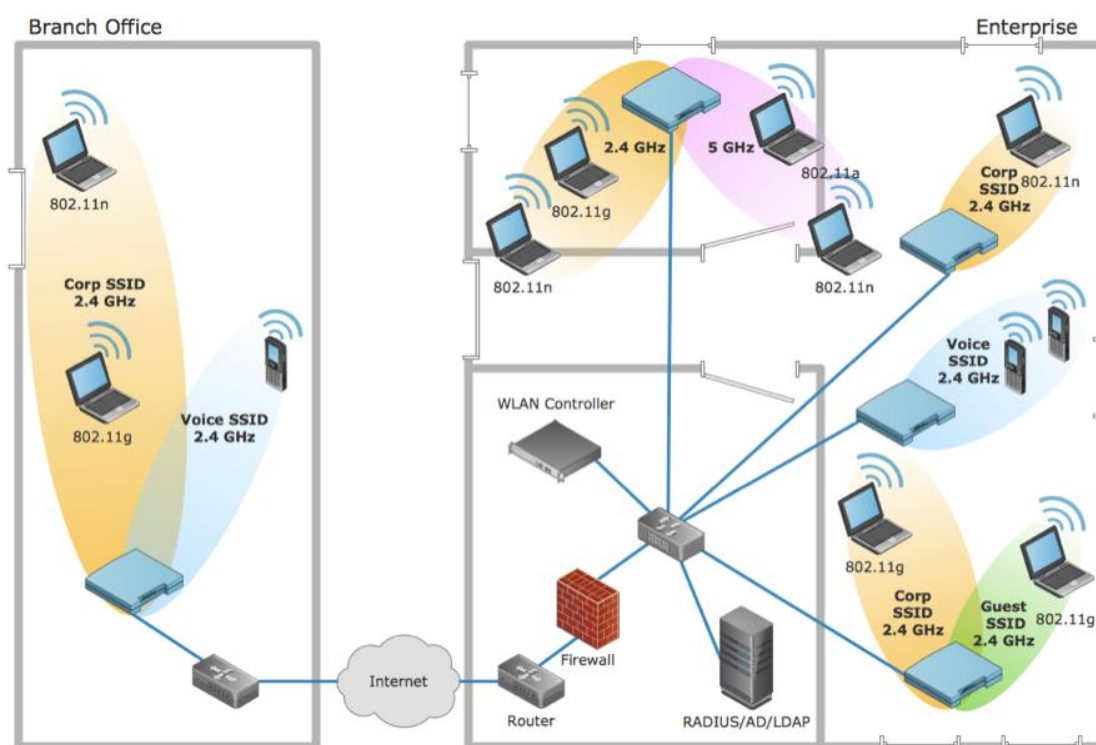 Branch Office
Enterprise
802.11n
Corp SSID
2.4 GHz
802.11g
Voice SSID
2.4 GHz
2.4 GHz
5 GHz
802.11g
802.11n
802.11a
802.11n
Corp
SSID
2.4 GHz
802.11n
Voice
SSID
2.4 GHz
WLAN Controller
802.11g
Corp
SSID
2.4 GHz
Guest
SSID
2.4 GHz
802.11g
Firewall
Internet
Router
RADIUS/AD/LDAP